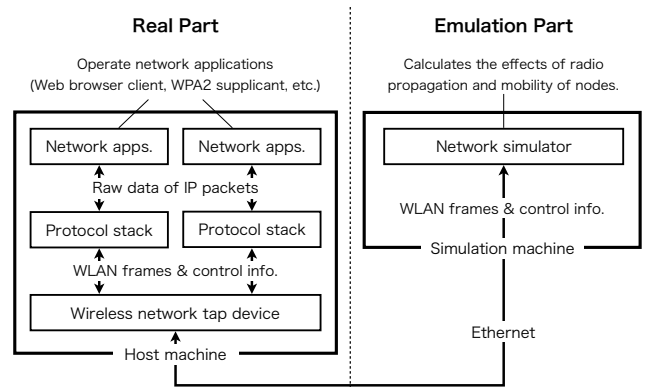 Real Part
Operate network applications
(Web browser client, WPA2 supplicant, etc.)
Network apps.
Network apps.
Raw data of IP packets
Protocol stack
Protocol stack
WLAN frames & control info.
Wireless network tap device
Host machine
Emulation Part
Calculates the effects of radio
propagation and mobility of nodes.
Network simulator
WLAN frames & control info.
Simulation machine
Ethernet